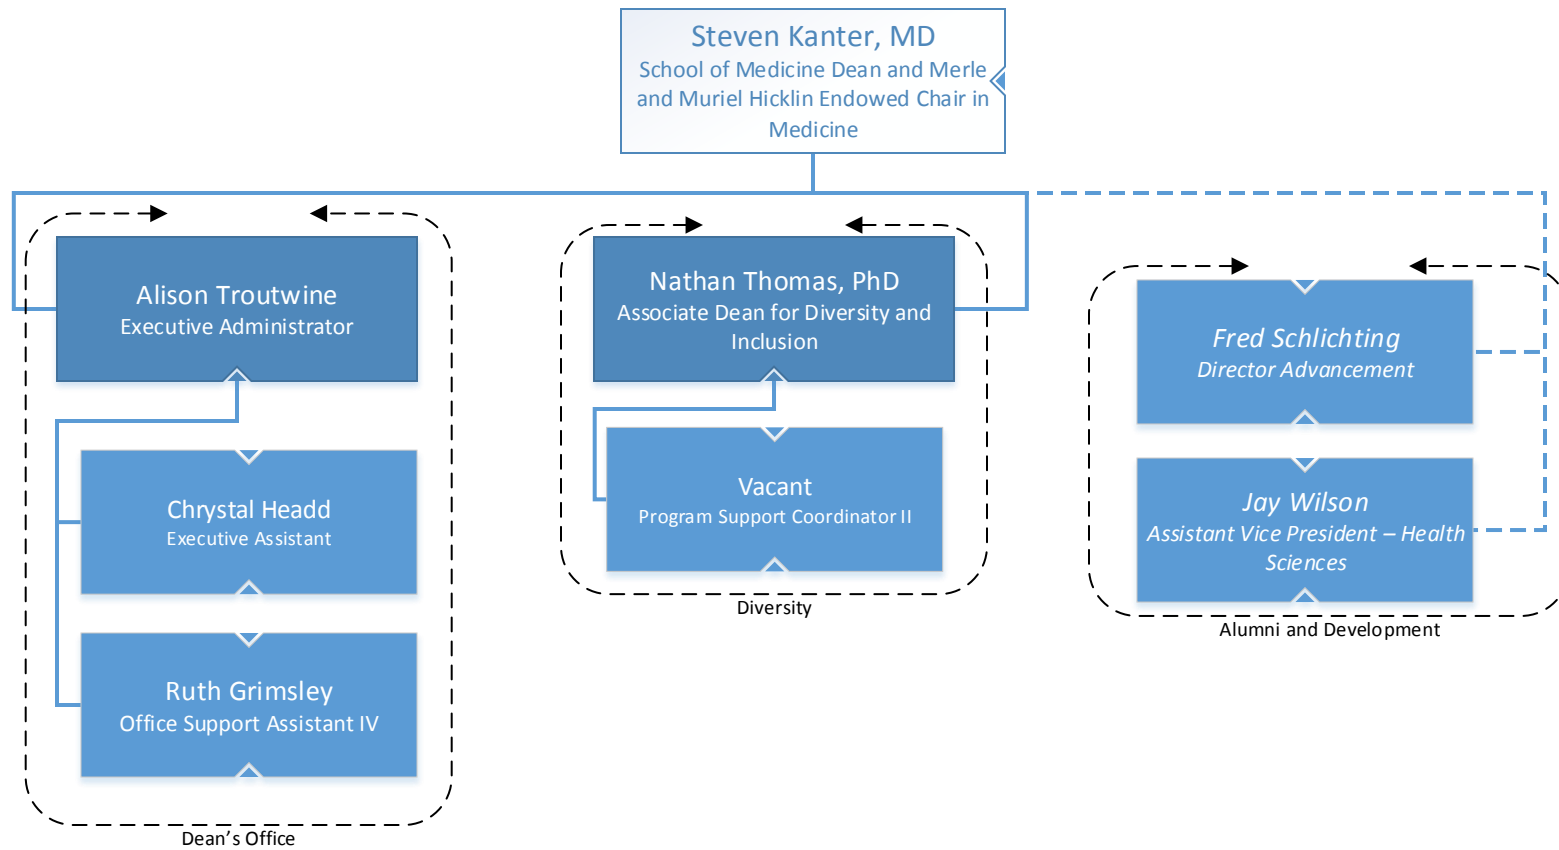 Steven Kanter, MD
School of Medicine Dean and Merle
and Muriel Hicklin Endowed Chair in
Medicine
Alison Troutwine
Executive Administrator
Chrystal Headd
Executive Assistant
Ruth Grimsley
Office Support Assistant IV
Dean’s Office
Nathan Thomas, PhD
Associate Dean for Diversity and
Inclusion
Vacant
Program Support Coordinator II
Diversity
Fred Schlichting
Director Advancement
Jay Wilson
Assistant Vice President – Health
Sciences
Alumni and Development